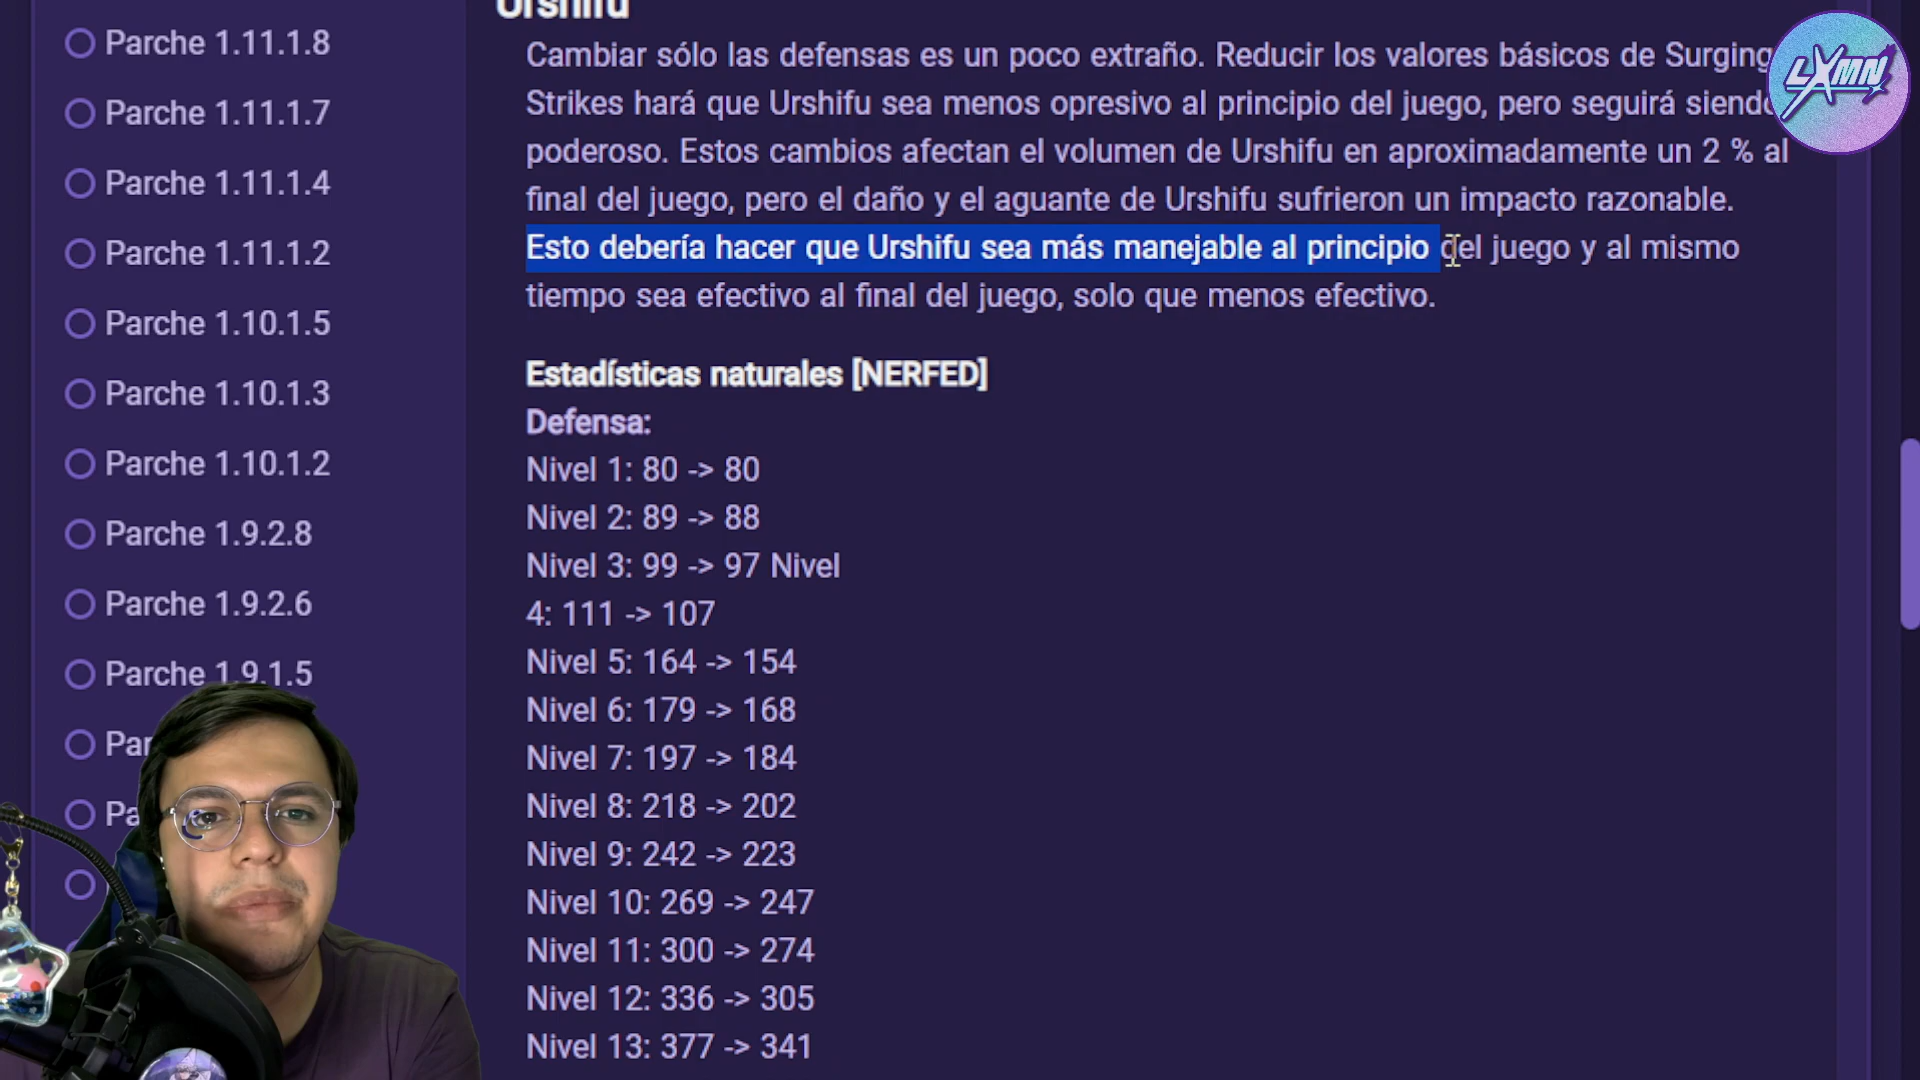 Parche 1.11.1.8
Parche 1.11.1.7
Parche 1.11.1.4
Parche 1.11.1.2
Parche 1.10.1.5
Parche 1.10.1.3
Parche 1.10.1.2
Parche 1.9.2.8
Parche 1.9.2.6
Parche 1.9.1.5
Par
Pa
Urshifu
Cambiar sólo las defensas es un poco extraño. Reducir los valores básicos de Surging
Strikes hará que Urshifu sea menos opresivo al principio del juego, pero seguirá siendo
poderoso. Estos cambios afectan el volumen de Urshifu en aproximadamente un 2 % al
final del juego, pero el daño y el aguante de Urshifu sufrieron un impacto razonable.
Esto debería hacer que Urshifu sea más manejable al principio del juego y al mismo
tiempo sea efectivo al final del juego, solo que menos efectivo.
Estadísticas naturales [NERFED]
Defensa:
Nivel 1: 80 -> 80
Nivel 2: 89 -> 88
Nivel 3: 99 -> 97 Nivel
4: 111 -> 107
Nivel 5: 164 -> 154
Nivel 6: 179 -> 168
Nivel 7: 197 -> 184
Nivel 8: 218 -> 202
Nivel 9: 242 -> 223
Nivel 10: 269 -> 247
Nivel 11: 300 -> 274
Nivel 12: 336 -> 305
Nivel 13: 377 -> 341
LXMN